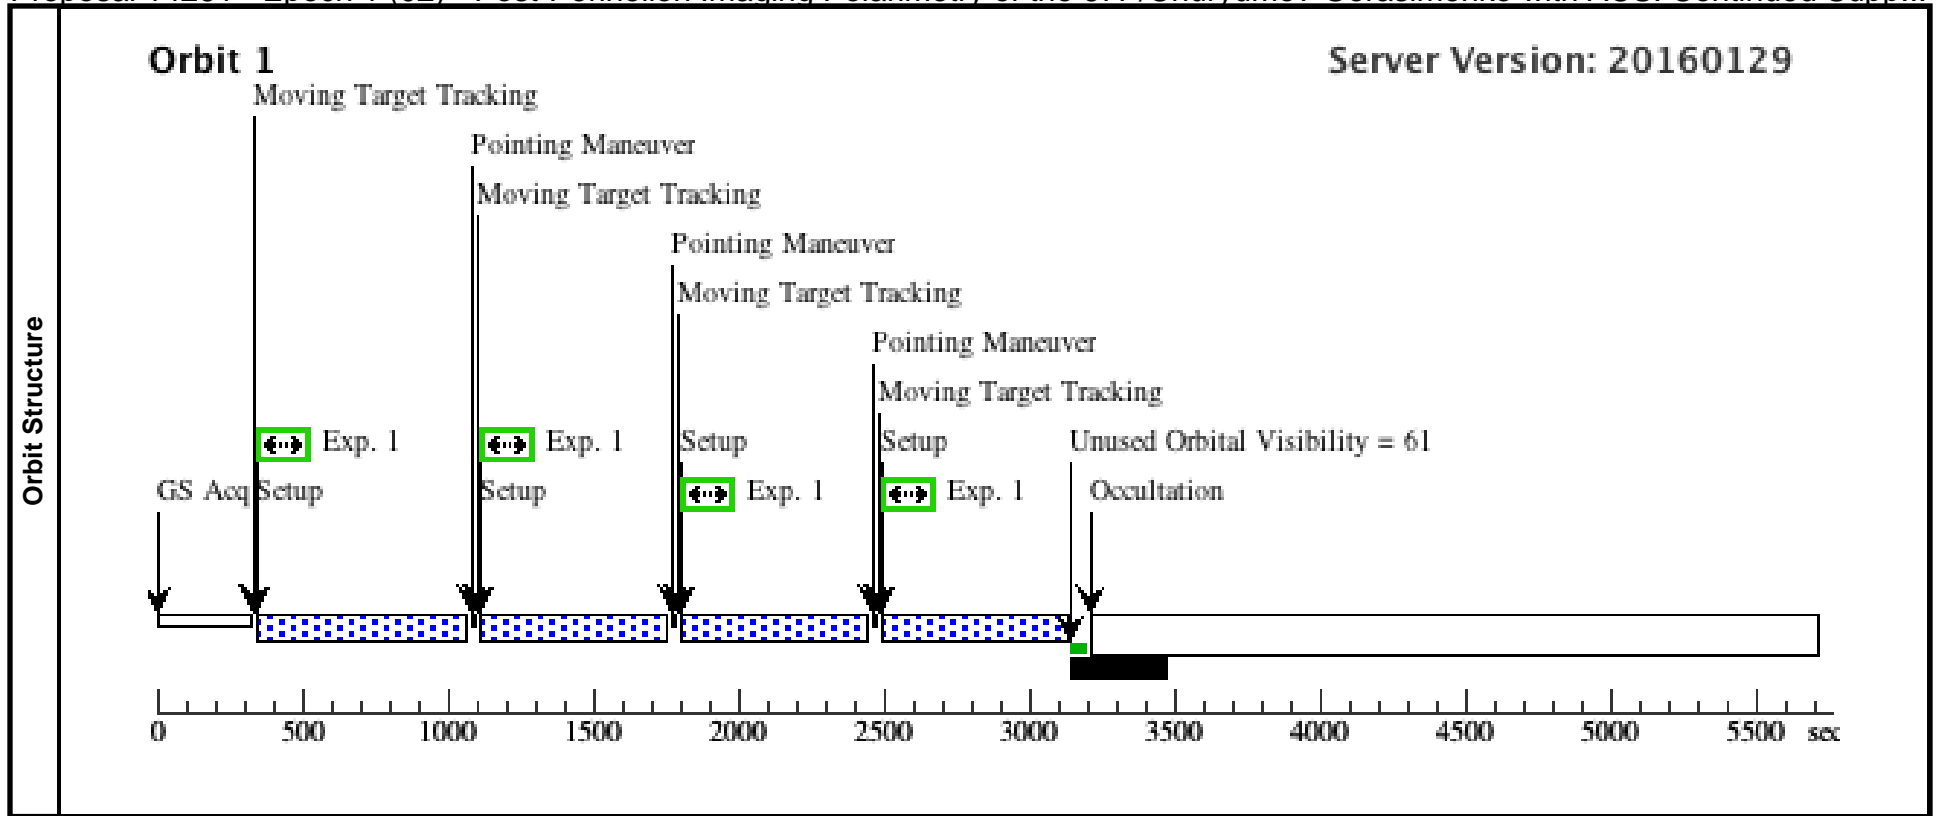 Orbit 1
Server Version: 20160129
Moving Target Tracking
Pointing Maneuver
Moving Target Tracking
Pointing Maneuver
Moving Target Tracking
Pointing Maneuver
Moving Target Tracking
Exp. 1
Exp. 1
Setup
Setup
Unused Orbital Visibility = 61
GS Acq
Setup
Setup
Exp. 1
Exp. 1
Occultation
Orbit Structure
0 500 1000 1500 2000 2500 3000 3500 4000 4500 5000 5500 sec